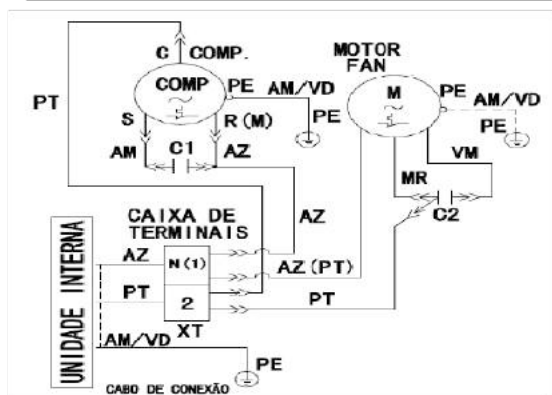 C COMP.
MOTOR
FAN
COMP
PE
AM/VD
M
PE
AM/VD
PT
S
R(M)
PE
PE
AM
C1
AZ
VM
MR
C2
CAIXA DE
TERMINAIS
AZ
AZ
N(1)
AZ(PT)
PT
2
PT
XT
AM/VD
PE
UNIDADE INTERNA
CABO DE CONEXÃO